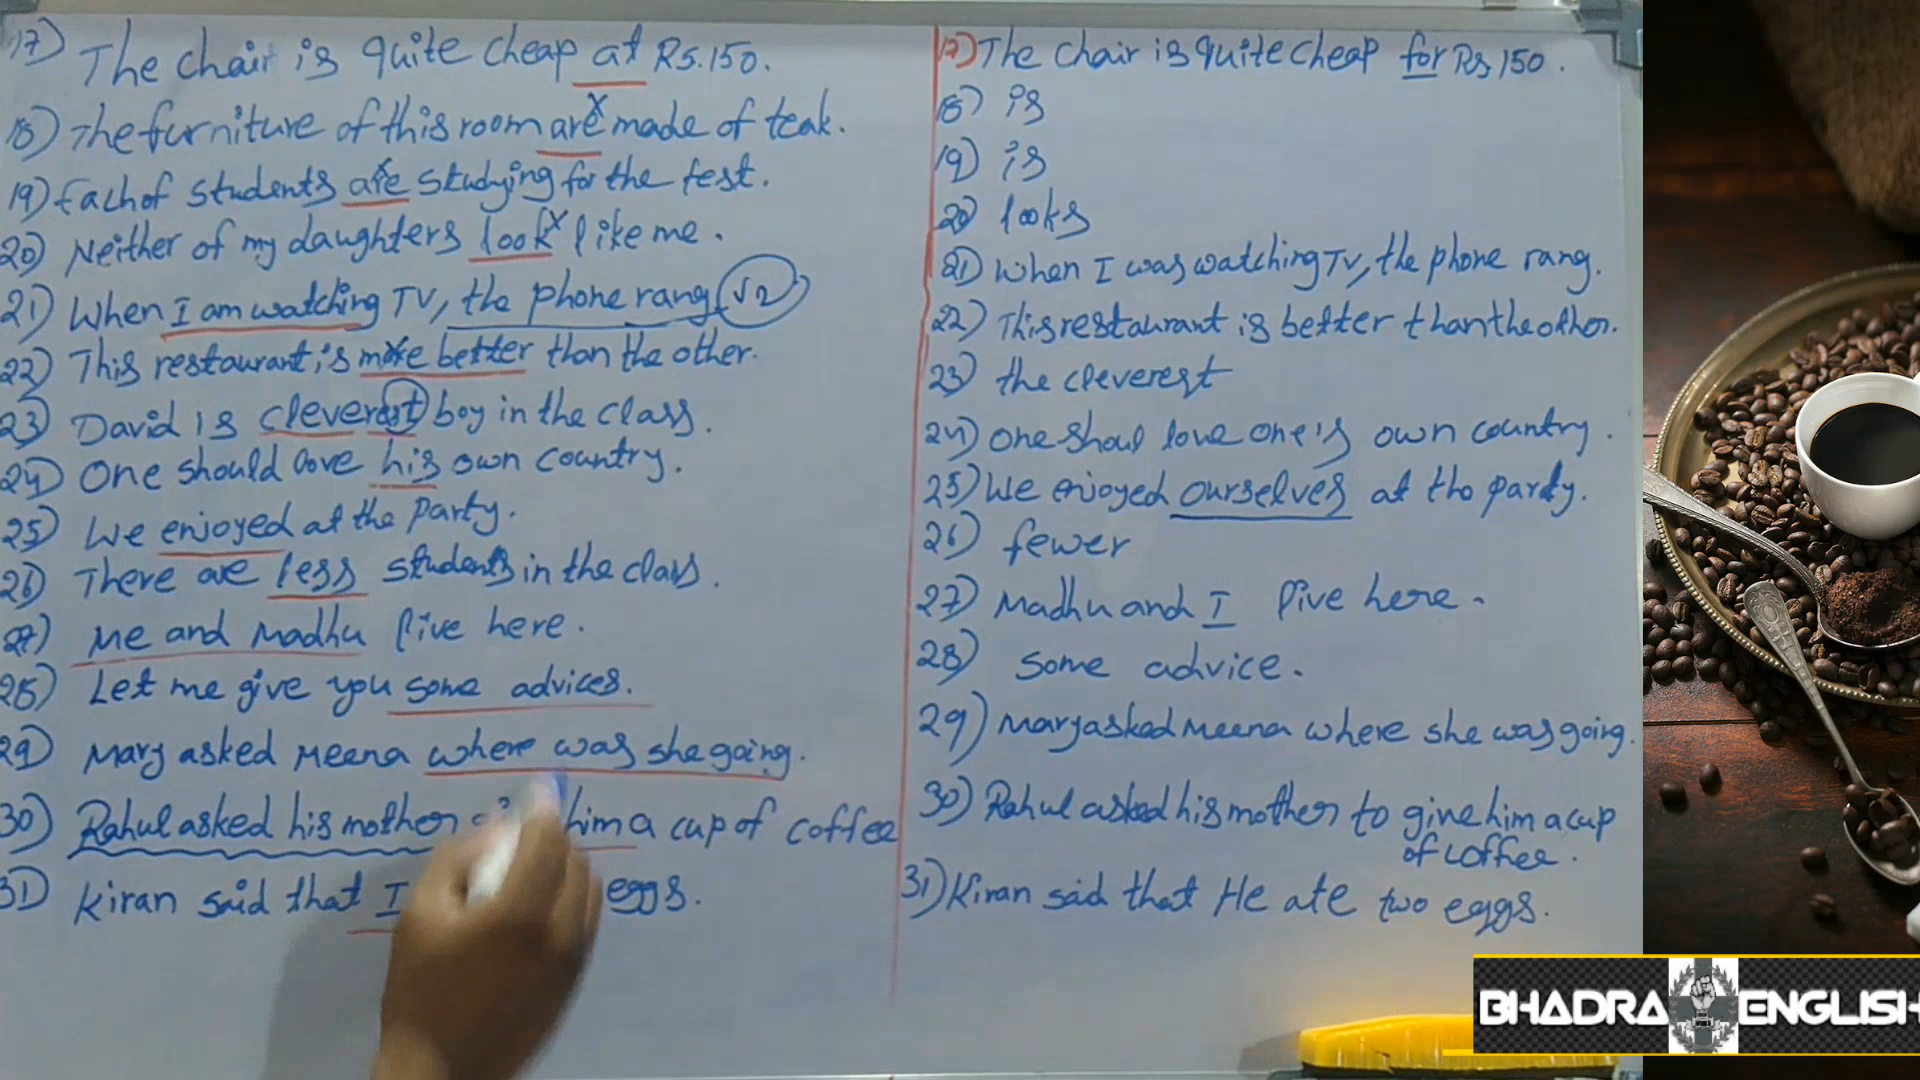 17) The chair is quite cheap at Rs.150.
18) The furniture of this room are made of teak.
19) Each of students are studying for the test.
20) Neither of my daughters look like me.
21) When I am watching TV, the phone rang. √2
22) This restaurant is more better than the other.
23) David is cleverest boy in the class.
24) One should love his own country.
25) We enjoyed at the party.
26) There are less students in the class.
27) Me and Madhu live here.
28) Let me give you some advices.
29) Mary asked Meena where was she going.
30) Rahul asked his mother him a cup of coffee
31) Kiran said that I eggs.
17) The chair is quite cheap for Rs 150.
18) is
19) is
20) looks
21) When I was watching TV, the phone rang.
22) This restaurant is better than the other.
23) the cleverest
24) One shoul love one's own country.
25) We enjoyed ourselves at the party.
26) fewer
27) Madhu and I live here.
28) some advice.
29) Mary asked Meena where she was going.
30) Rahul asked his mother to give him a cup
of coffee.
31) Kiran said that He ate two eggs.
BHADRA ENGLISH